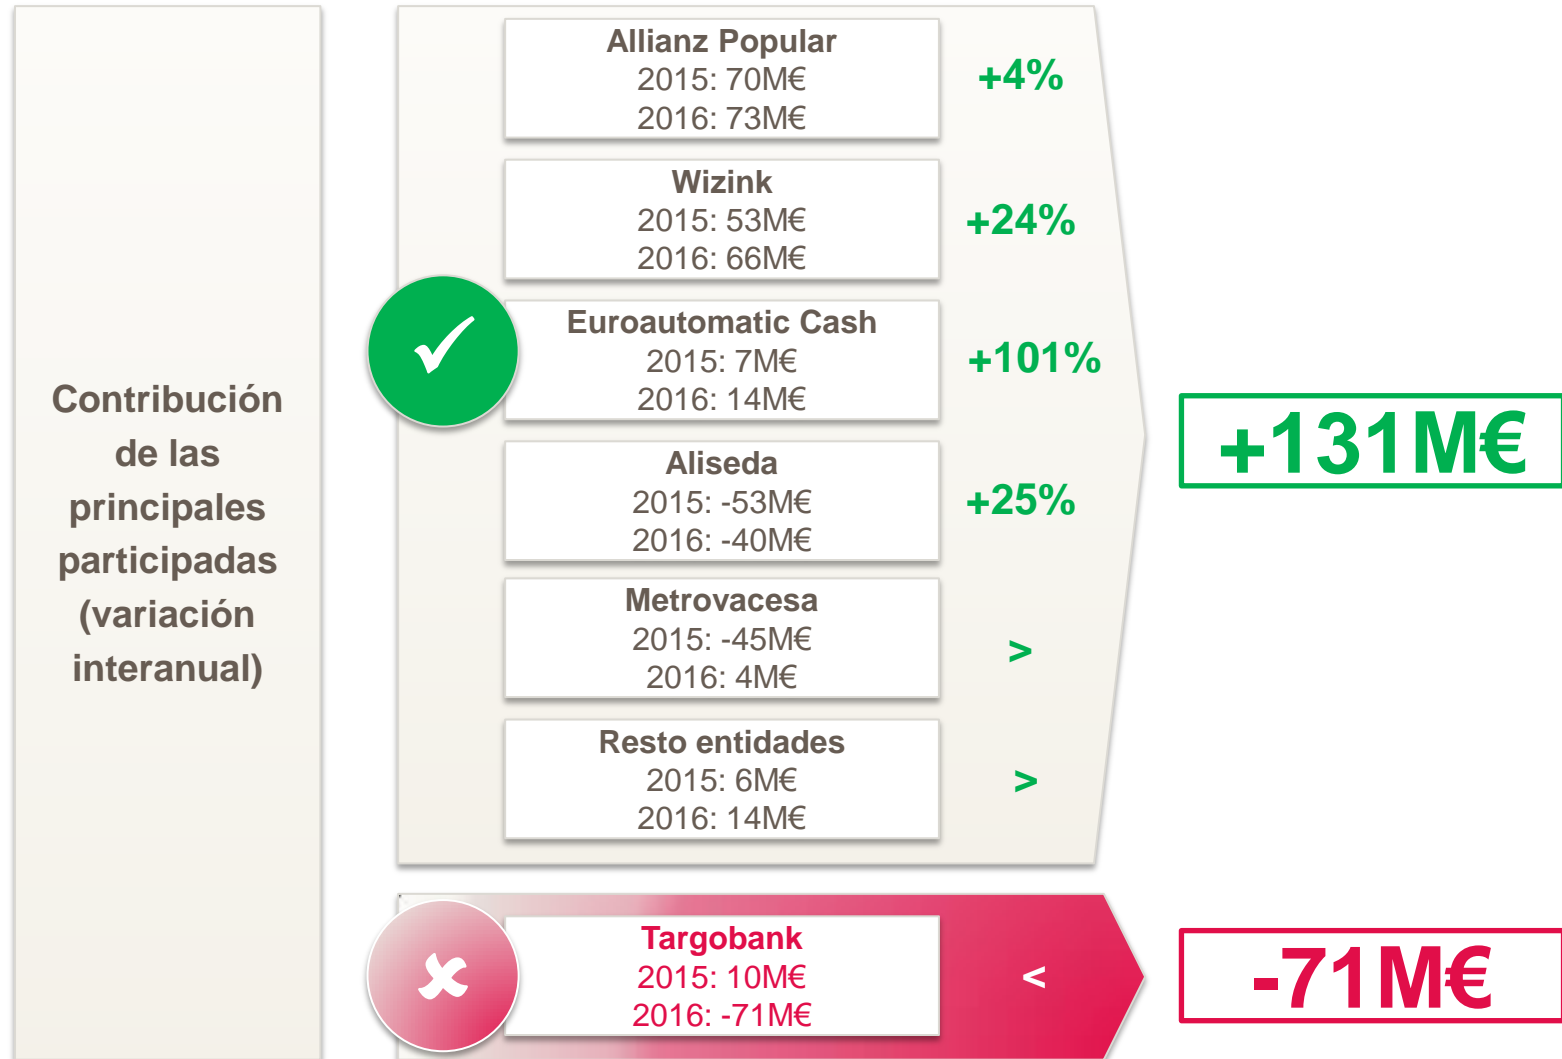 Contribución
de las
principales
participadas
(variación
interanual)
Allianz Popular
2015: 70M€
2016: 73M€
+4%
Wizink
2015: 53M€
2016: 66M€
+24%
Euroautomatic Cash
2015: 7M€
2016: 14M€
+101%
Aliseda
2015: -53M€
2016: -40M€
+25%
Metrovacesa
2015: -45M€
2016: 4M€
>
Resto entidades
2015: 6M€
2016: 14M€
>
+131M€
Targobank
2015: 10M€
2016: -71M€
<
-71M€